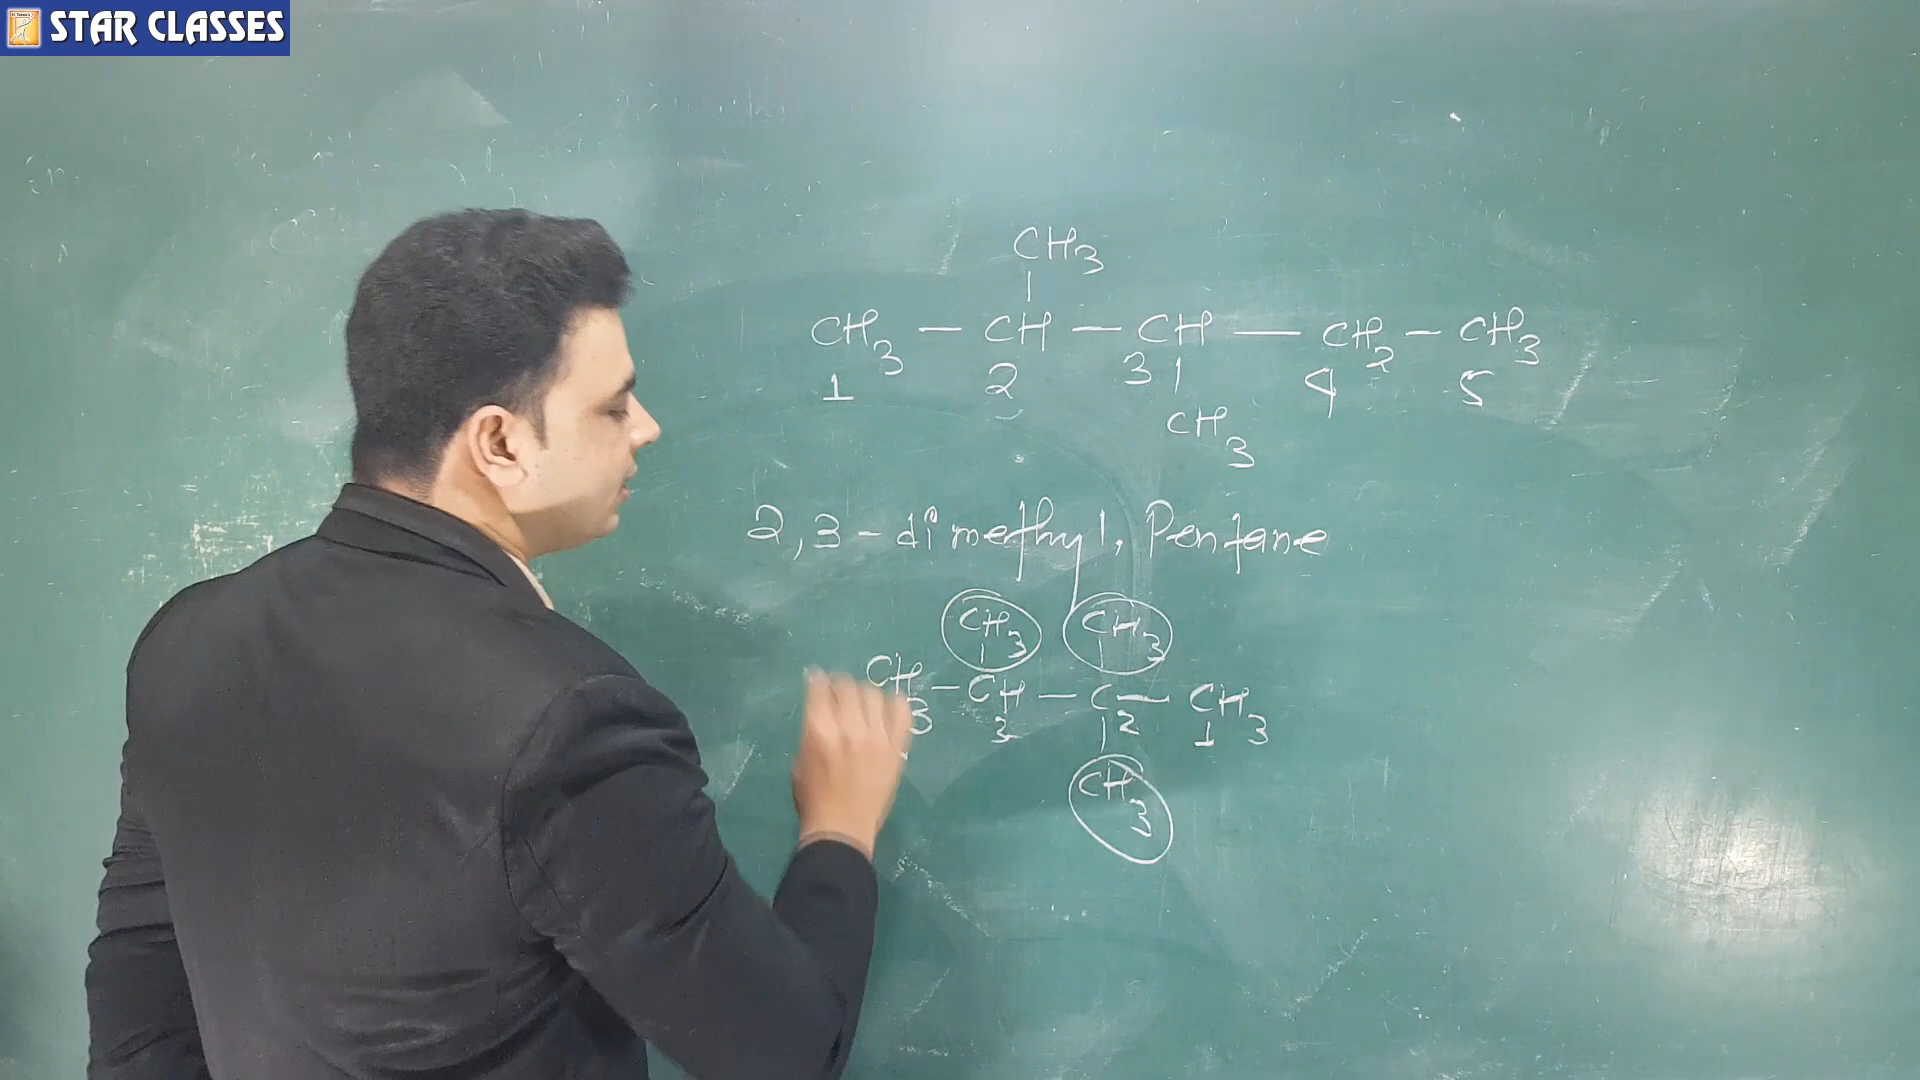 STAR CLASSES
CH3
CH3 — CH — CH — CH2 — CH3
1 2 3 4 5
CH3
2,3-dimethyl, Pentane
CH3 CH3
CH3 — CH — C — CH3
3 2 1
CH3